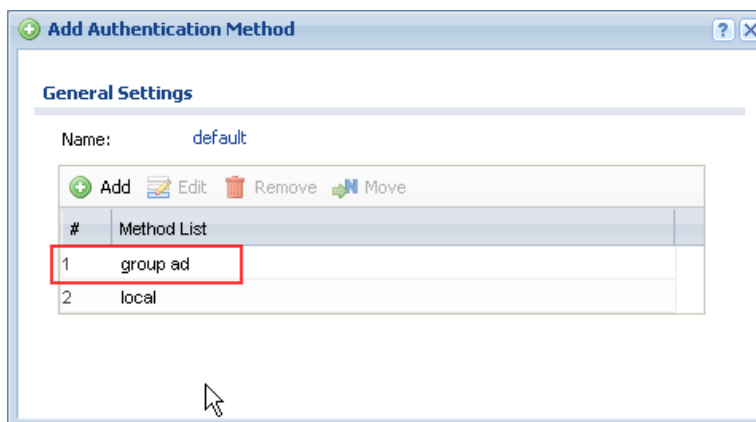 Add Authentication Method ?
General Settings
Name: default
Add Edit Remove N Move
# Method List
1 group ad
2 local